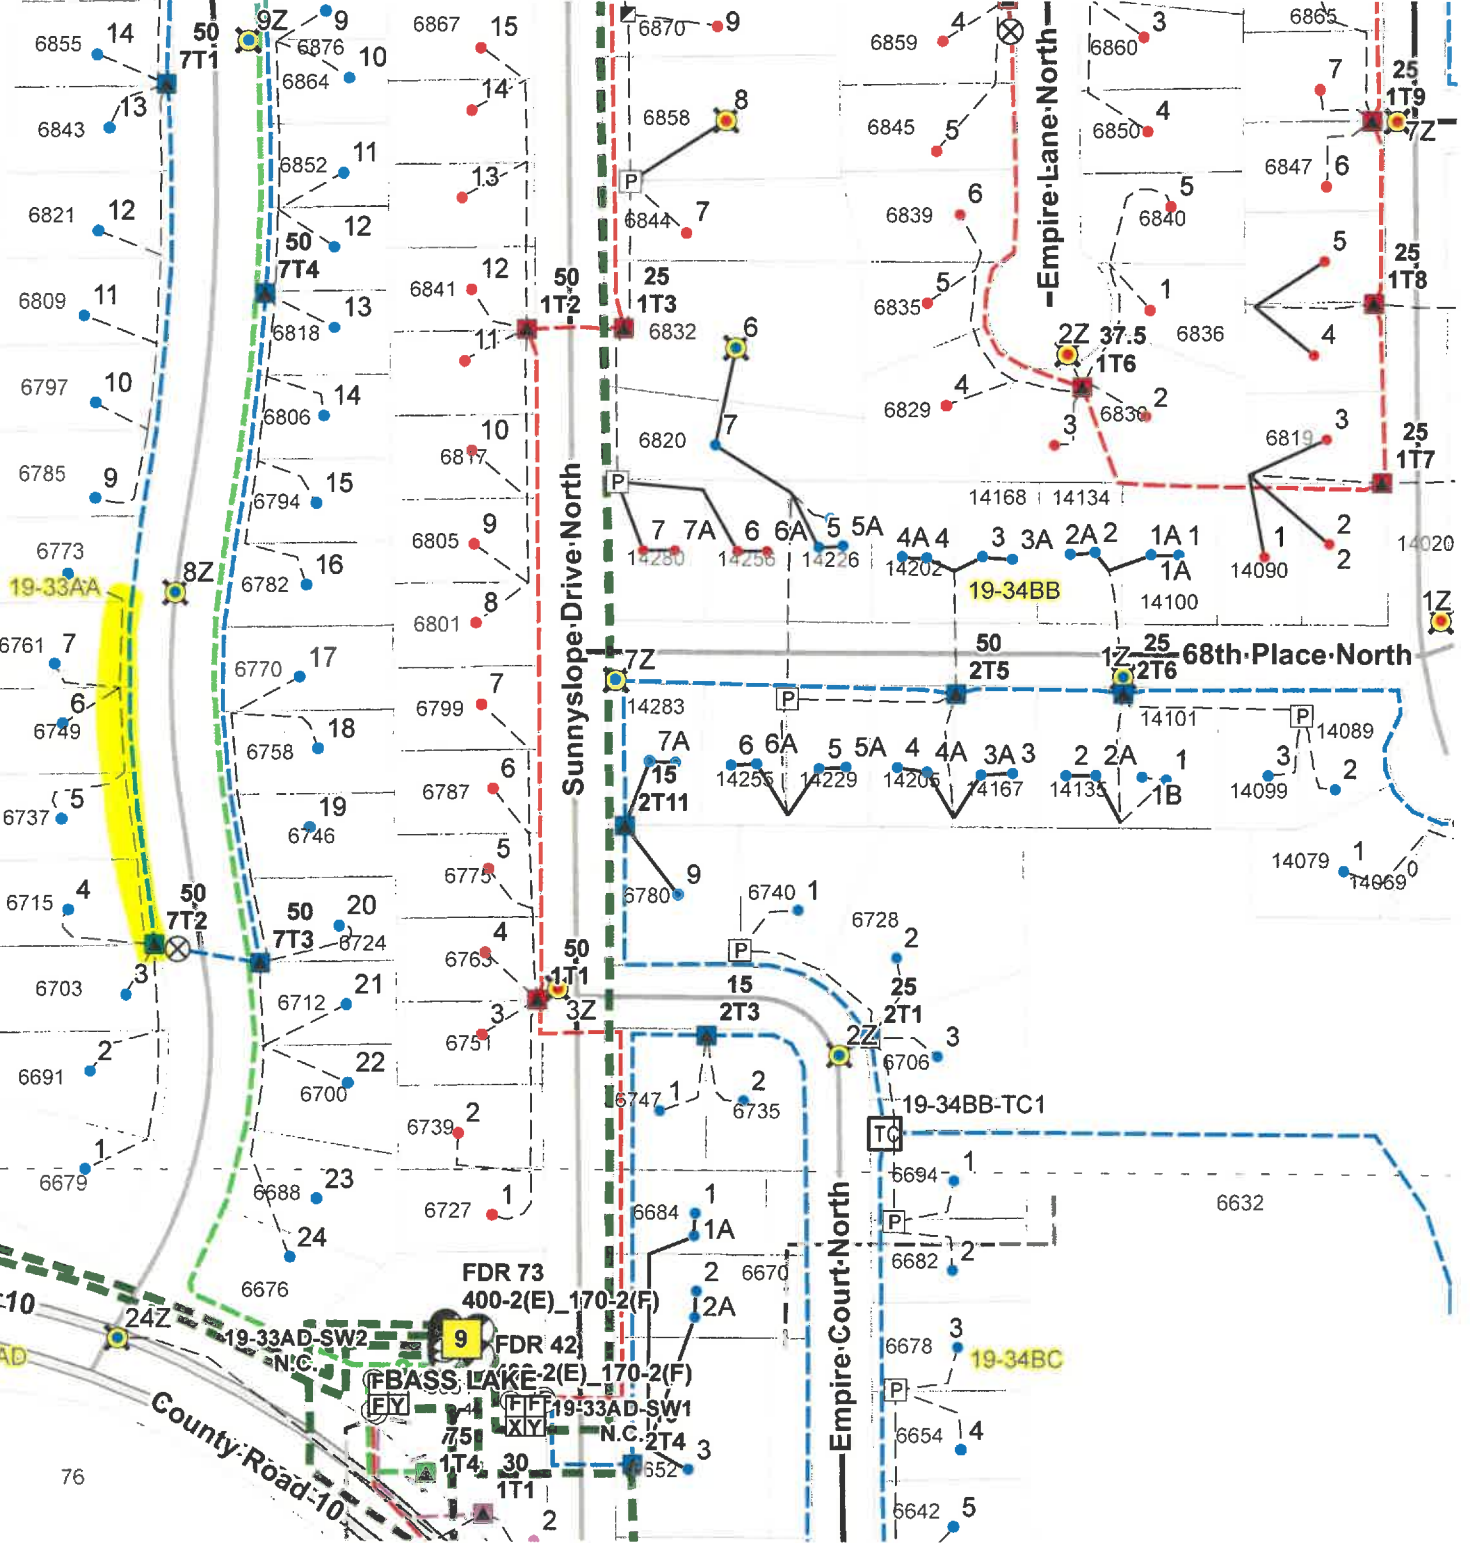 6855
14
50
7T1
9Z
9
6876
10
6864
6867
15
14
6870
9
6859
4
6860
3
6865
25
1T9
7
7Z
13
6843
6858
8
P
6845
5
6850
4
6847
6
11
6852
12
6821
12
50
7T4
13
6844
7
6839
6
5
6840
5
6809
11
13
6818
12
6841
11
50
1T2
25
1T3
6832
6
6835
5
1
6836
25
1T8
4
Empire Lane North
2Z
37.5
1T6
6797
10
14
6806
10
6817
7
6820
6829
4
3
2
3
6819
25
1T7
6785
9
15
6794
P
14168
14134
9
6805
7
7A
6
6A
5
5A
14280
14256
14226
4A
4
3
3A
14202
2A
2
1A
1
1A
14100
1
14090
2
2
14020
6773
19-33AA
8Z
16
6782
8
6801
19-34BB
1Z
Sunnyslope Drive North
68th Place North
6761
7
6
6749
17
6770
7
6799
7Z
14283
50
2T5
1Z
25
2T6
P
14101
P
14089
18
6758
6
6787
7A
15
2T11
6
6A
5
5A
4
4A
3A
3
2
2A
1
1B
14255
14229
14205
14167
14135
3
14099
2
5
6737
19
6746
5
6775
9
6780
14079
1
14069
0
4
6715
50
7T2
50
7T3
20
6724
4
6763
50
1T1
3Z
6740
1
P
6728
2
3
6703
21
6712
3
6751
15
2T3
25
2T1
2Z
3
6706
2
6691
22
6700
2
6739
6747
1
2
6735
19-34BB-TC1
TC
1
6679
23
6688
1
6727
1
6684
1A
1
6694
P
6682
2
6632
24
6676
2
2A
6670
Empire Court North
FDR 73
400-2(E)_170-2(F)
10
24Z
19-33AD-SW2
N.C.
9
FDR 42
-2(E)_170-2(F)
BASS LAKE
F
Y
F
F
X
Y
19-33AD-SW1
N.C.
3
6678
19-34BC
P
AD
County Road 10
75
1T4
30
1T1
2T4
3
652
4
6654
76
2
6642
5